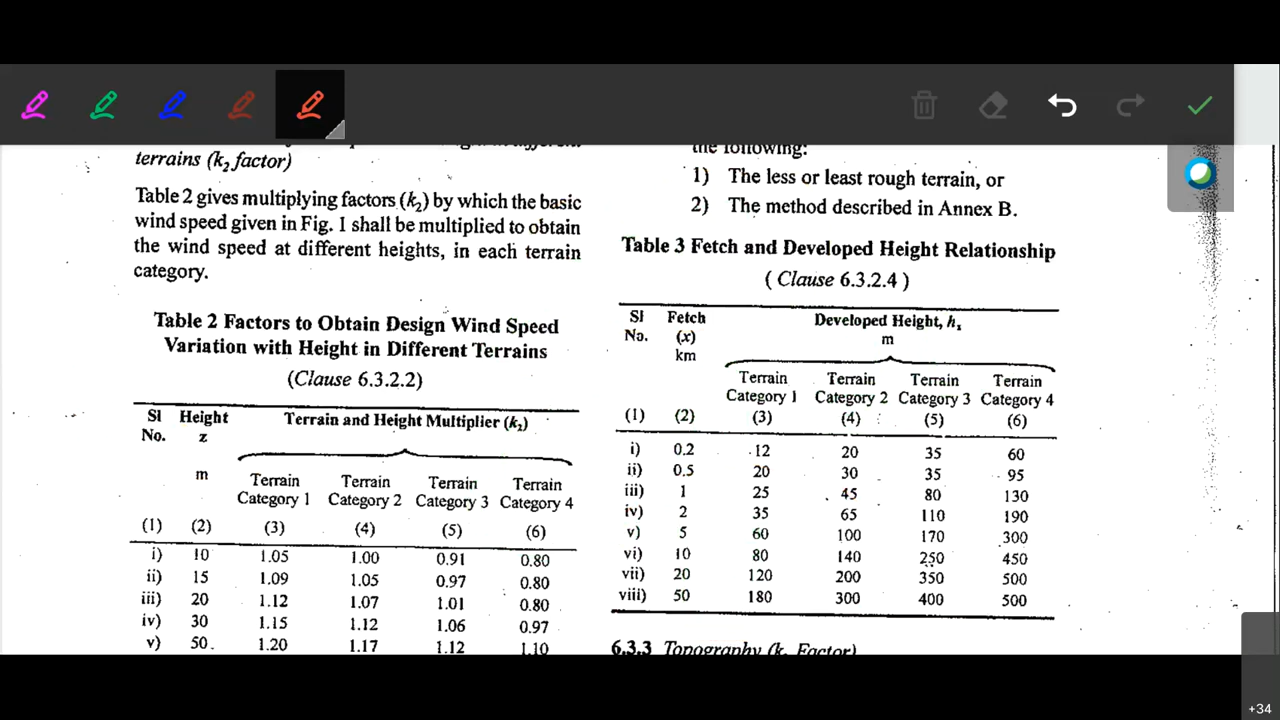 terrains (k₂ factor)
Table 2 gives multiplying factors (k₂) by which the basic
wind speed given in Fig. 1 shall be multiplied to obtain
the wind speed at different heights, in each terrain
category.
Table 2 Factors to Obtain Design Wind Speed
Variation with Height in Different Terrains
(Clause 6.3.2.2)
Sl No. Height z m Terrain and Height Multiplier (k₂)
Terrain Category 1 Terrain Category 2 Terrain Category 3 Terrain Category 4
(1) (2) (3) (4) (5) (6)
i) 10 1.05 1.00 0.91 0.80
ii) 15 1.09 1.05 0.97 0.80
iii) 20 1.12 1.07 1.01 0.80
iv) 30 1.15 1.12 1.06 0.97
v) 50 1.20 1.17 1.12 1.10
the following:
1) The less or least rough terrain, or
2) The method described in Annex B.
Table 3 Fetch and Developed Height Relationship
( Clause 6.3.2.4 )
Sl No. Fetch (x) km Developed Height, hₓ m
Terrain Category 1 Terrain Category 2 Terrain Category 3 Terrain Category 4
(1) (2) (3) (4) (5) (6)
i) 0.2 12 20 35 60
ii) 0.5 20 30 35 95
iii) 1 25 45 80 130
iv) 2 35 65 110 190
v) 5 60 100 170 300
vi) 10 80 140 250 450
vii) 20 120 200 350 500
viii) 50 180 300 400 500
6.3.3 Topography (k Factor)
+34